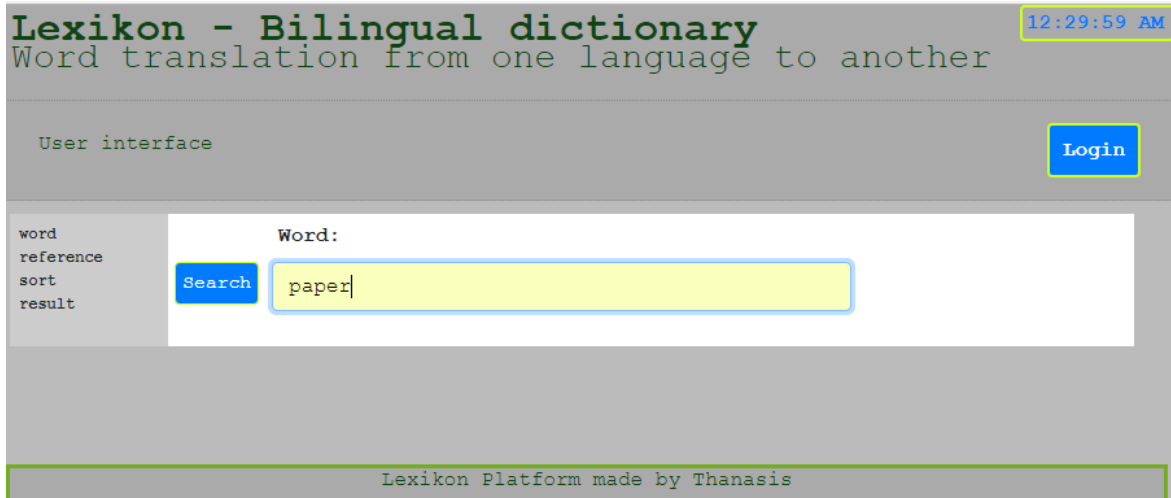 Lexikon - Bilingual dictionary
12:29:59 AM
Word translation from one language to another
User interface
Login
word
reference
sort
result
Word:
Search
paper
Lexikon Platform made by Thanasis